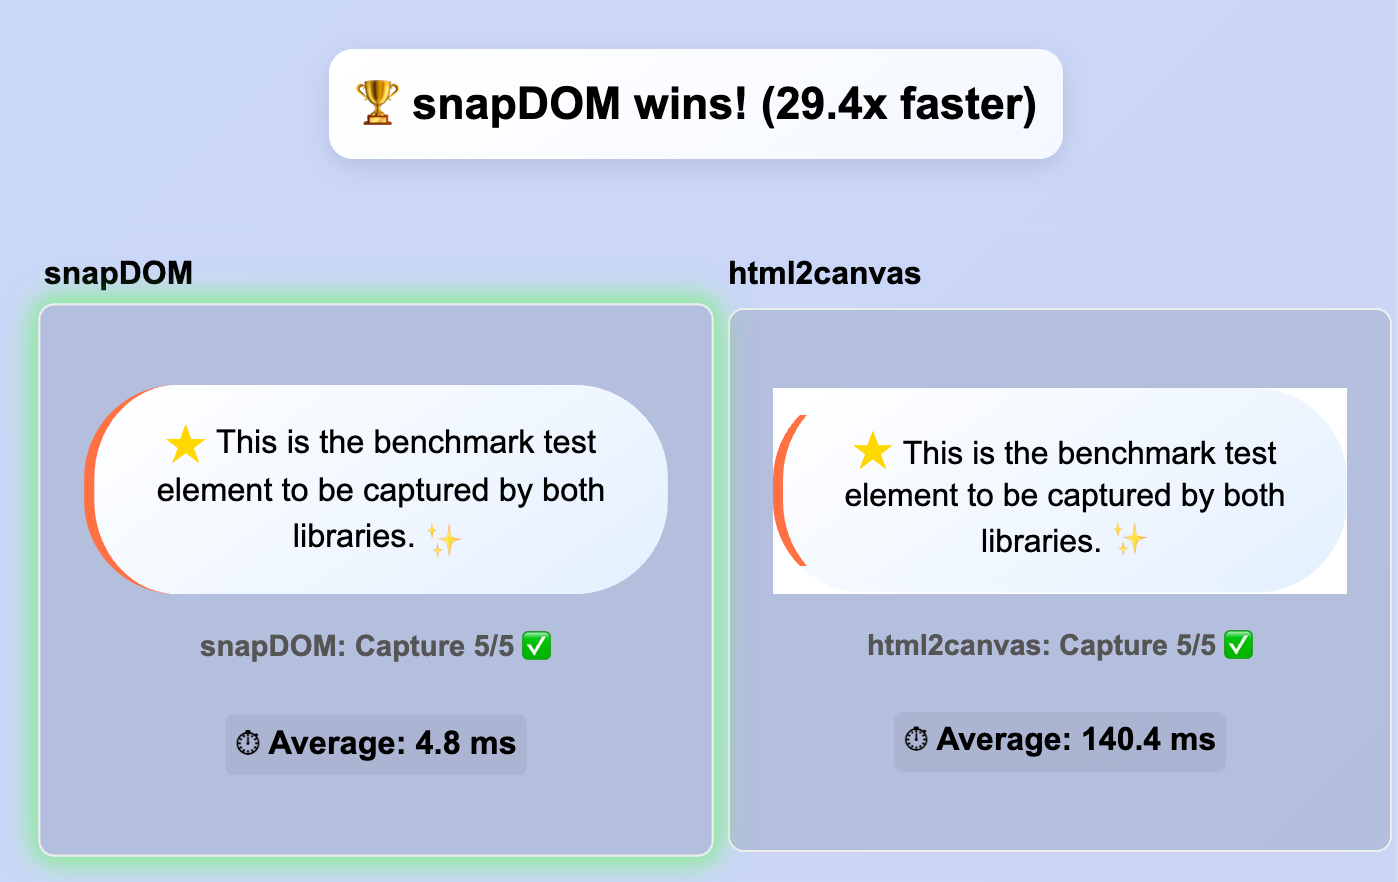 🏆 snapDOM wins! (29.4x faster)
snapDOM
⭐ This is the benchmark test
element to be captured by both
libraries. ✨
snapDOM: Capture 5/5 ✅
⏱ Average: 4.8 ms
html2canvas
⭐ This is the benchmark test
element to be captured by both
libraries. ✨
html2canvas: Capture 5/5 ✅
⏱ Average: 140.4 ms